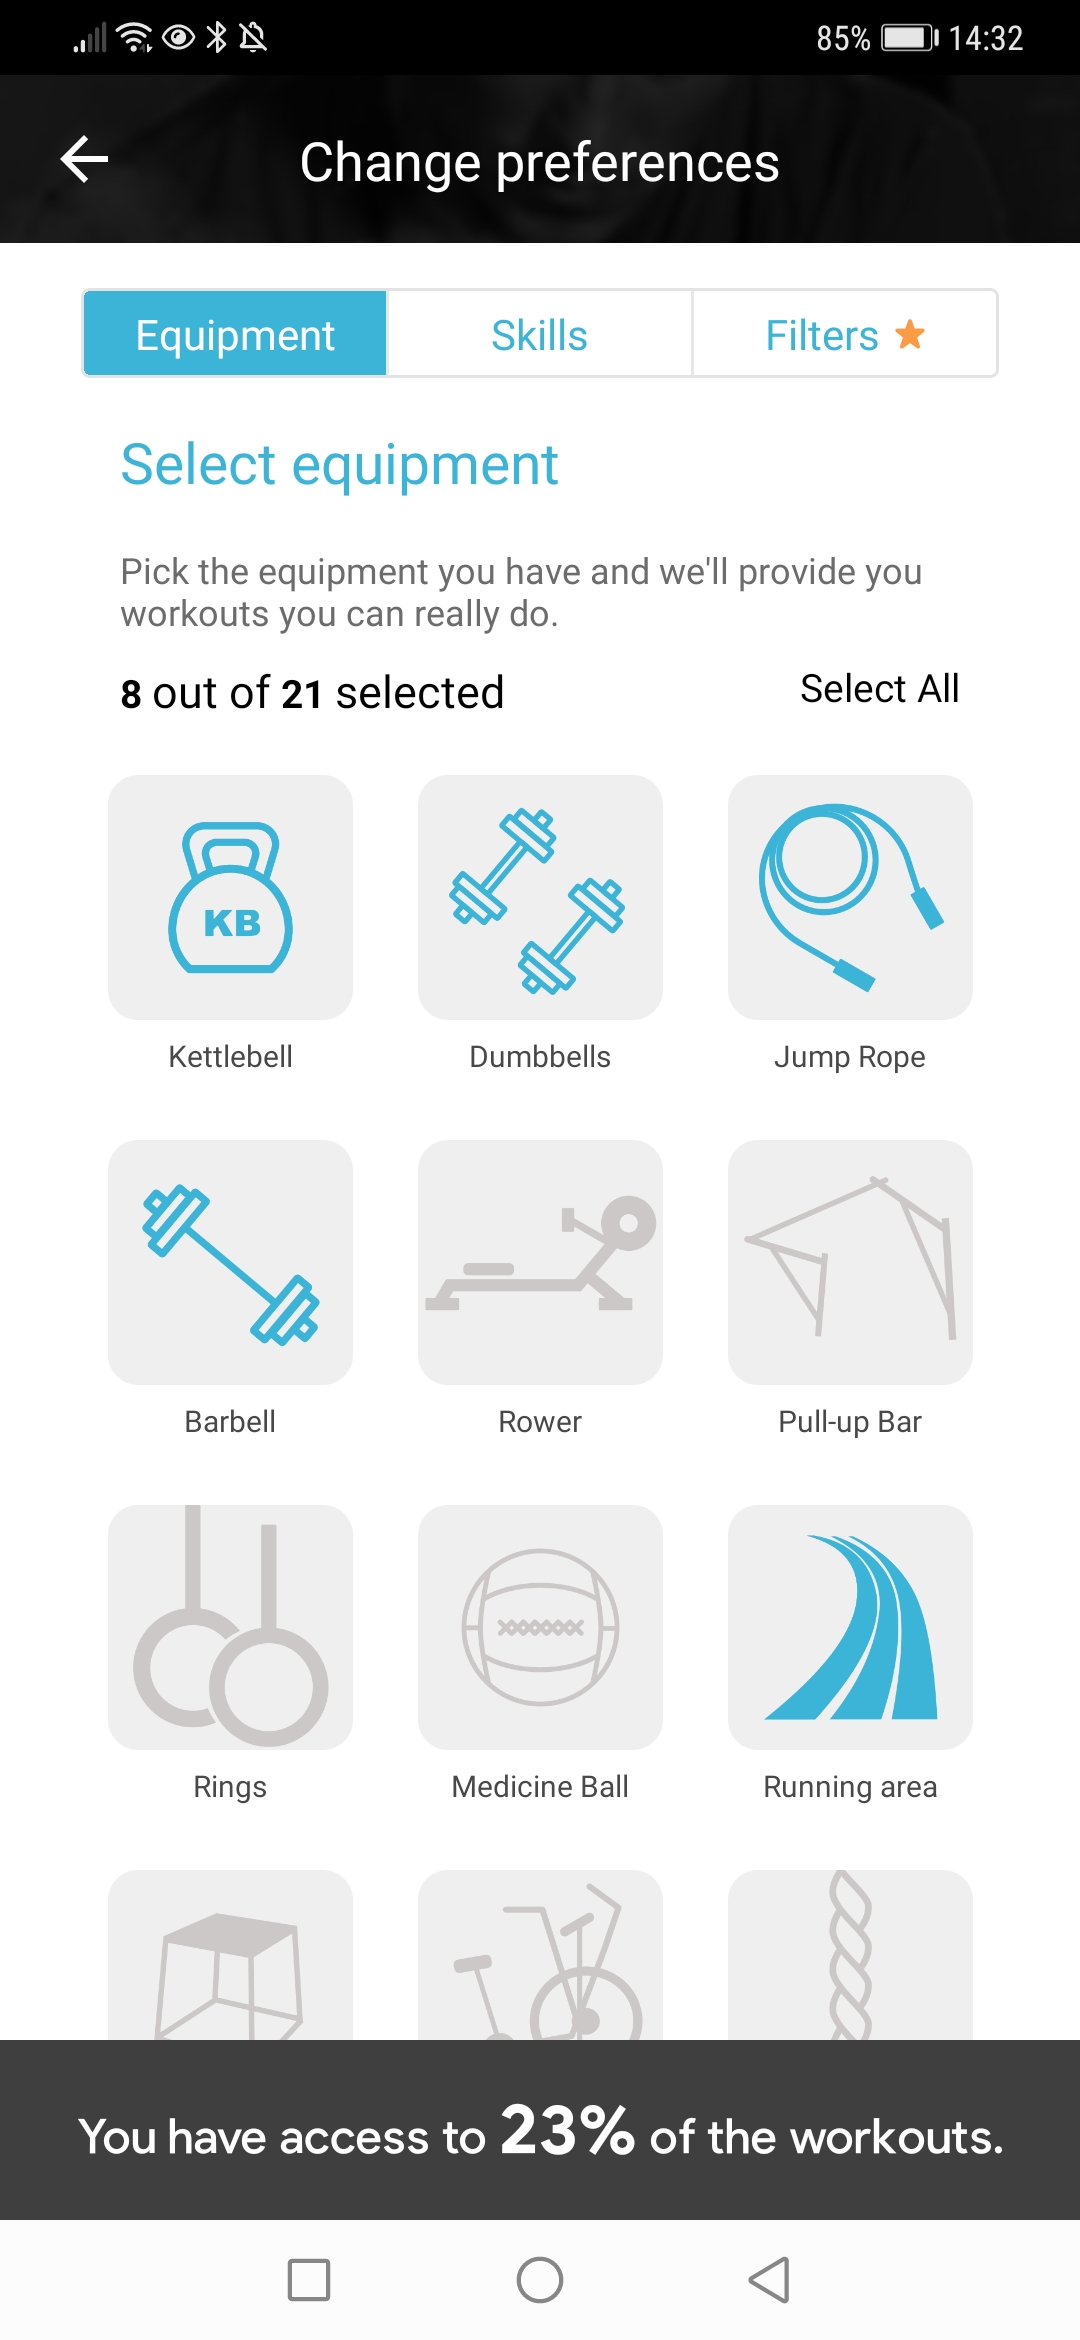 85% 14:32
Change preferences
Equipment Skills Filters
Select equipment
Pick the equipment you have and we'll provide you
workouts you can really do.
8 out of 21 selected Select All
KB
Kettlebell Dumbbells Jump Rope
Barbell Rower Pull-up Bar
Rings Medicine Ball Running area
You have access to 23% of the workouts.